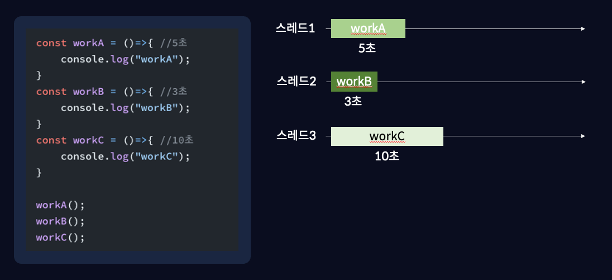 const workA = ()=>{ //5초
console.log("workA");
}
const workB = ()=>{ //3초
console.log("workB");
}
const workC = ()=>{ //10초
console.log("workC");
}
workA();
workB();
workC();
스레드1
workA
5초
스레드2
workB
3초
스레드3
workC
10초